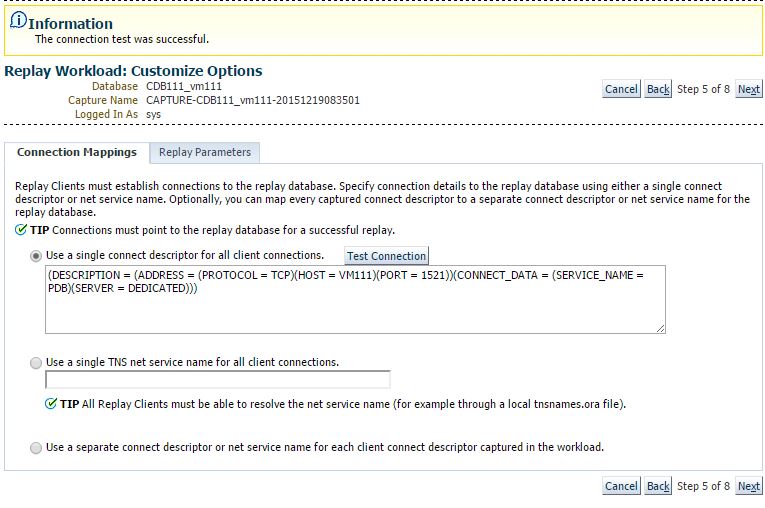 Information
The connection test was successful.
Replay Workload: Customize Options
Database CDB111_vm111
Capture Name CAPTURE-CDB111_vm111-20151219083501
Logged In As sys
Cancel Back Step 5 of 8 Next
Connection Mappings Replay Parameters
Replay Clients must establish connections to the replay database. Specify connection details to the replay database using either a single connect
descriptor or net service name. Optionally, you can map every captured connect descriptor to a separate connect descriptor or net service name for the
replay database.
TIP Connections must point to the replay database for a successful replay.
Use a single connect descriptor for all client connections. Test Connection
(DESCRIPTION = (ADDRESS = (PROTOCOL = TCP)(HOST = VM111)(PORT = 1521))(CONNECT_DATA = (SERVICE_NAME =
PDB)(SERVER = DEDICATED)))
Use a single TNS net service name for all client connections.
TIP All Replay Clients must be able to resolve the net service name (for example through a local tnsnames.ora file).
Use a separate connect descriptor or net service name for each client connect descriptor captured in the workload.
Cancel Back Step 5 of 8 Next